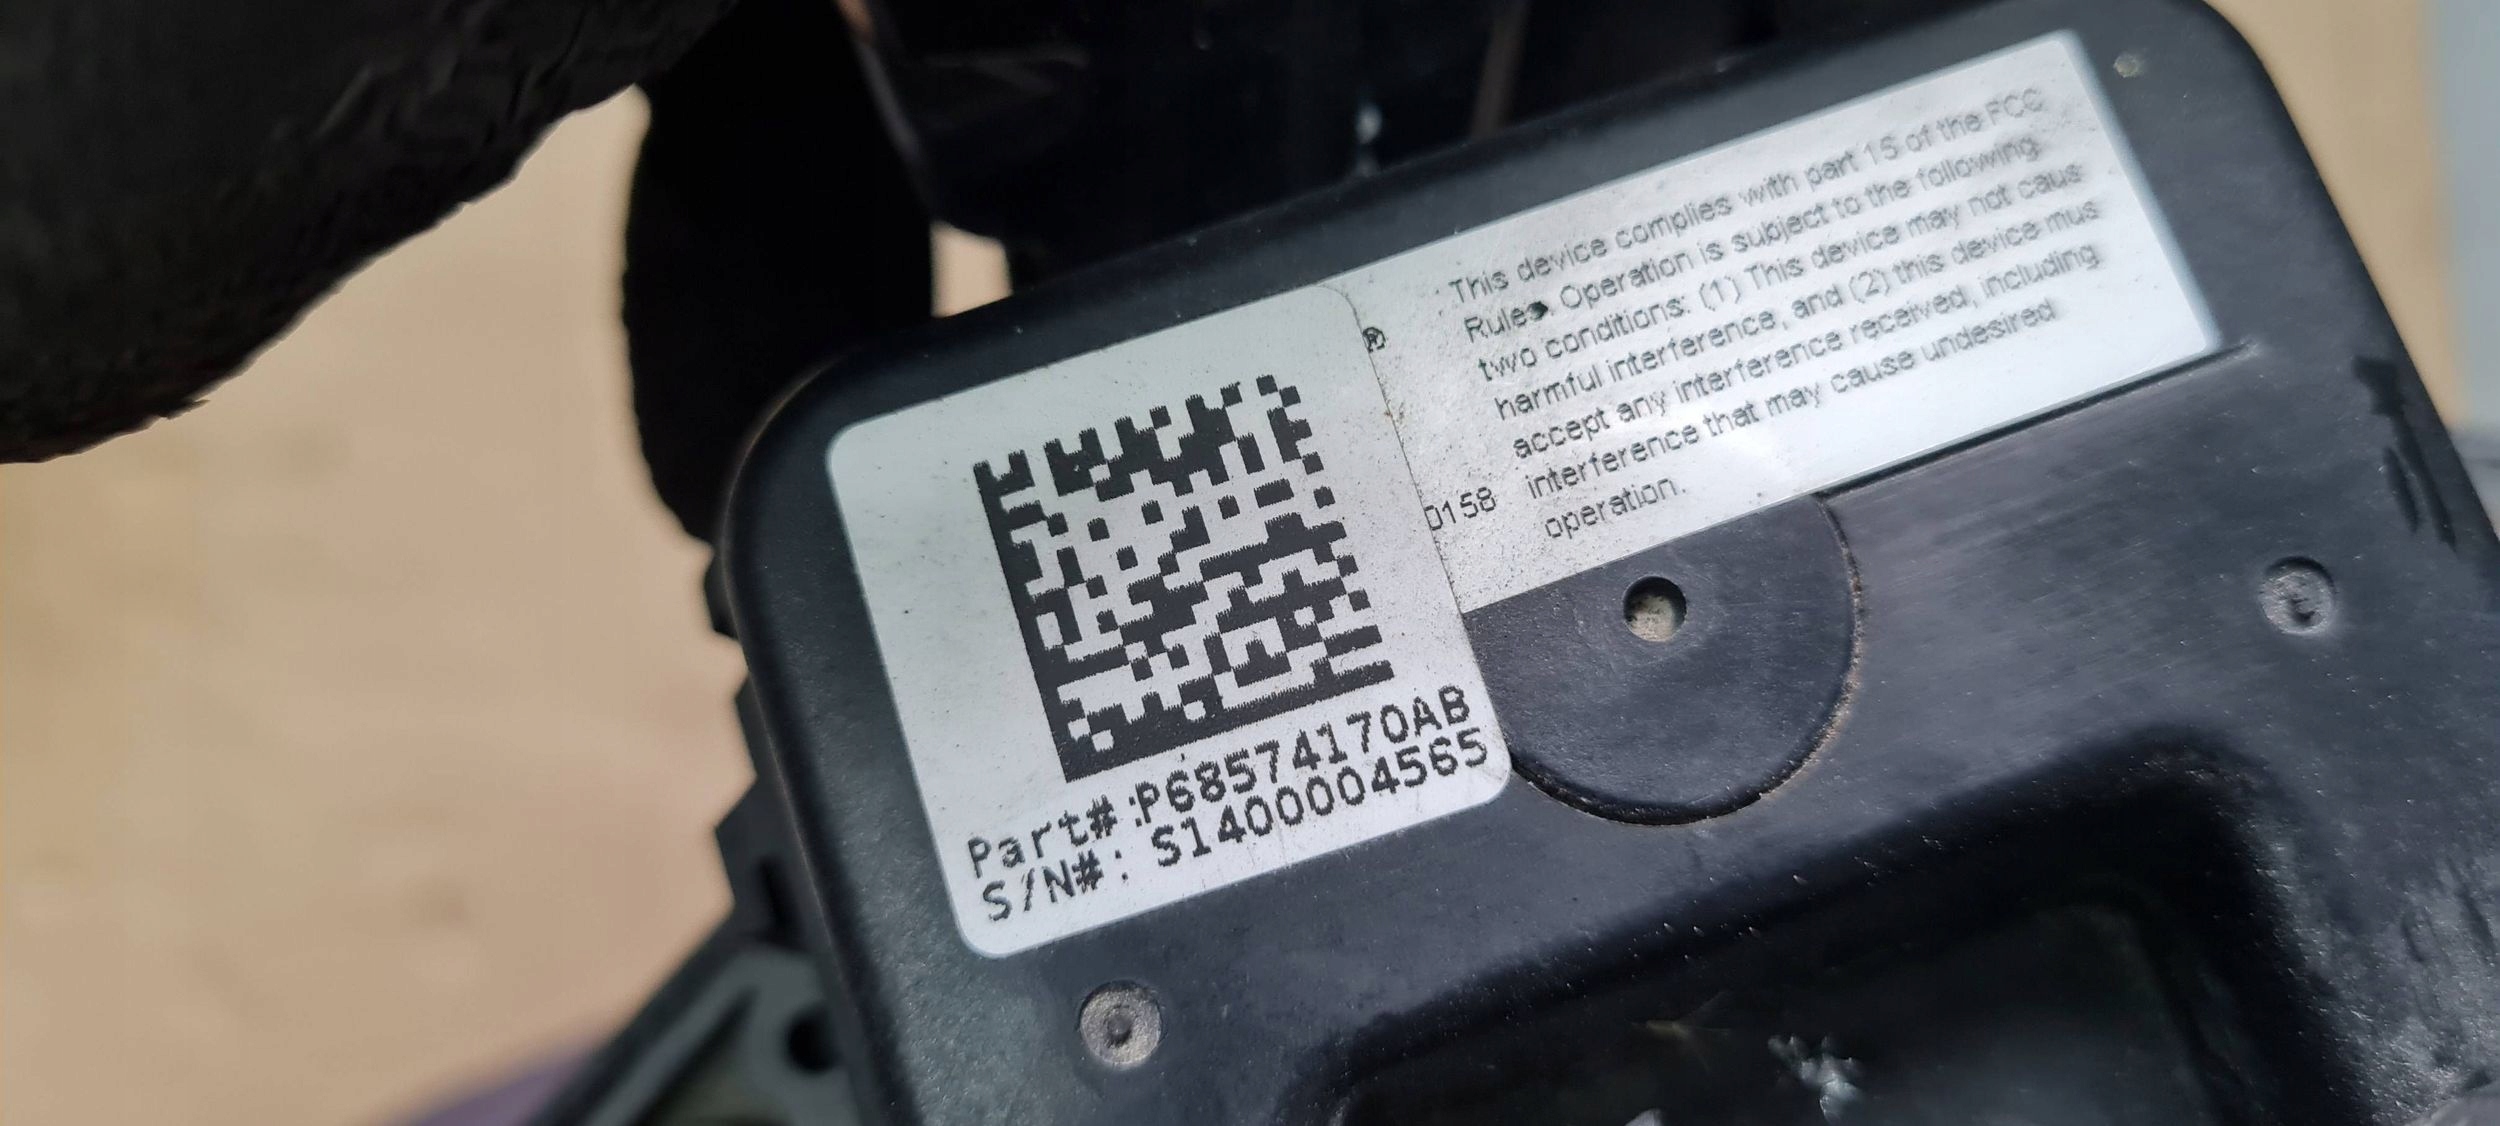 This device complies with part 15 of the FCC
Rules. Operation is subject to the following
two conditions: (1) This device may not caus
harmful interference, and (2) this device mus
accept any interference received, including
interference that may cause undesired
operation.
®
0158
Part#:P68574170AB
S/N#: S1400004565